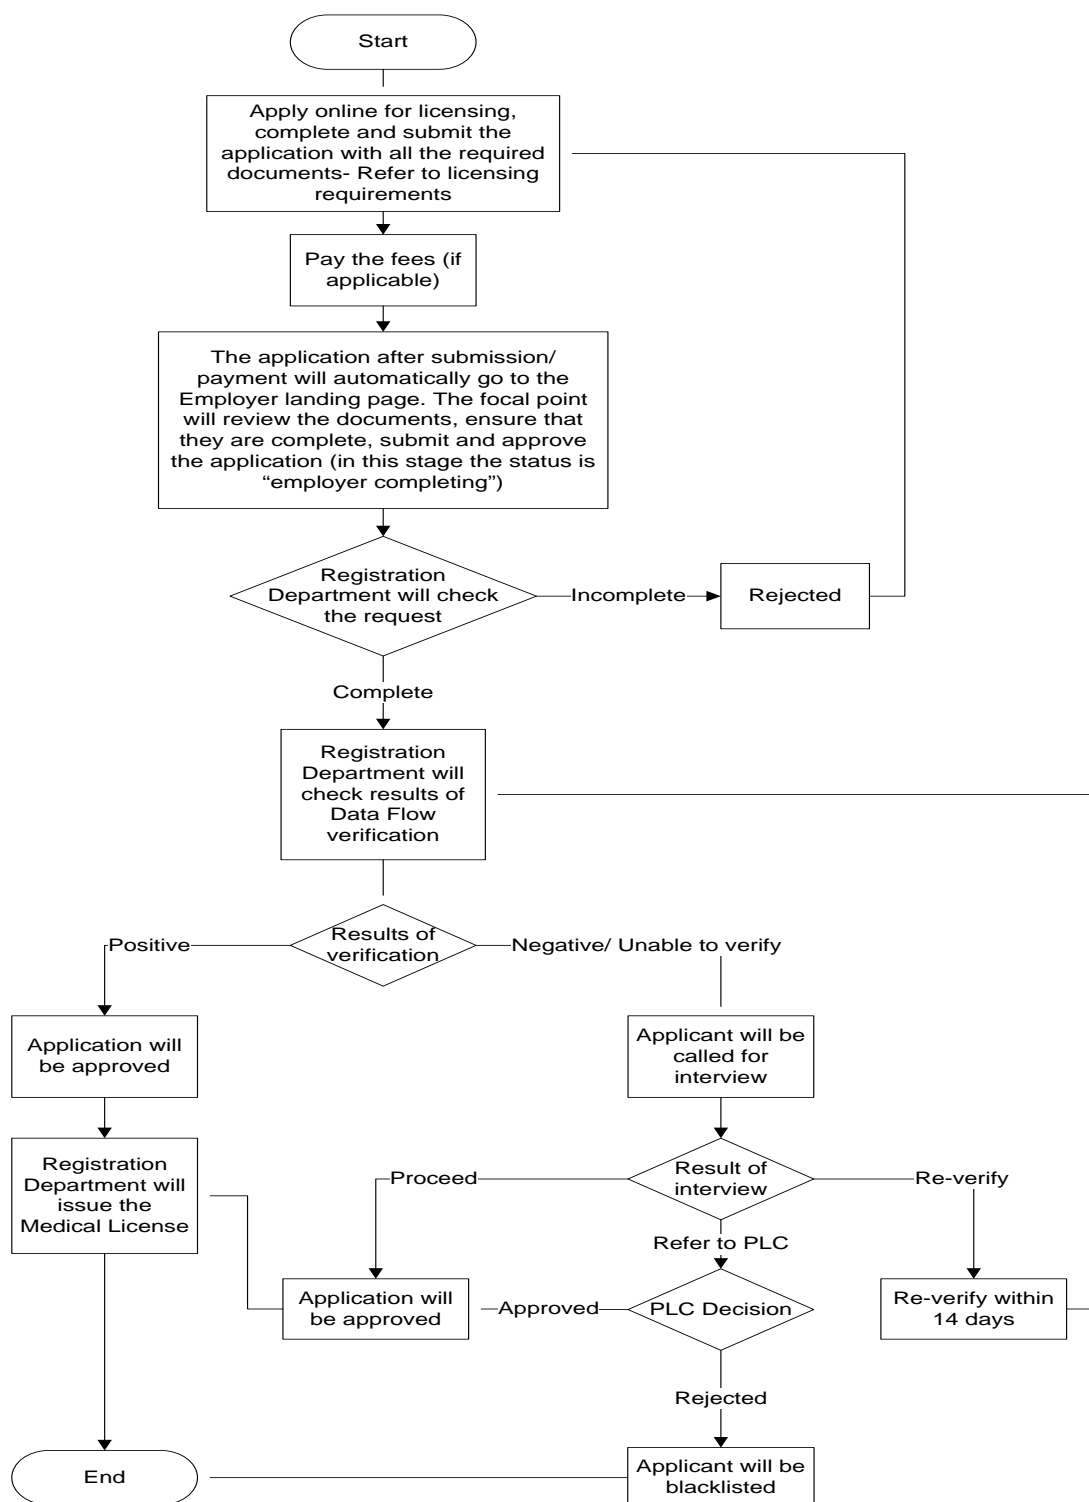 Start
Apply online for licensing,
complete and submit the
application with all the required
documents- Refer to licensing
requirements
Pay the fees (if
applicable)
The application after submission/
payment will automatically go to the
Employer landing page. The focal point
will review the documents, ensure that
they are complete, submit and approve
the application (in this stage the status is
“employer completing”)
Registration
Department will check
the request
Incomplete
Rejected
Complete
Registration
Department will
check results of
Data Flow
verification
Results of
verification
Positive
Negative/ Unable to verify
Application will
be approved
Applicant will be
called for
interview
Registration
Department will
issue the
Medical License
Result of
interview
Proceed
Re-verify
Refer to PLC
Application will
be approved
Approved
PLC Decision
Re-verify within
14 days
Rejected
End
Applicant will be
blacklisted